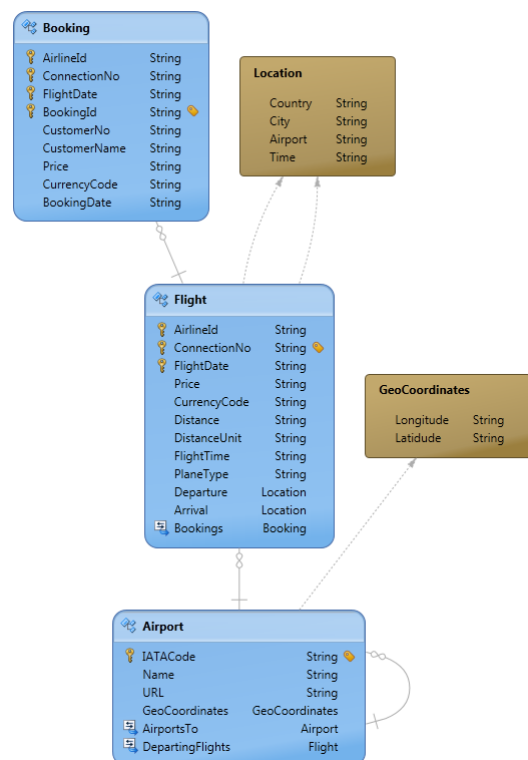 Booking
AirlineId String
ConnectionNo String
FlightDate String
BookingId String
CustomerNo String
CustomerName String
Price String
CurrencyCode String
BookingDate String
Location
Country String
City String
Airport String
Time String
Flight
AirlineId String
ConnectionNo String
FlightDate String
Price String
CurrencyCode String
Distance String
DistanceUnit String
FlightTime String
PlaneType String
Departure Location
Arrival Location
Bookings Booking
GeoCoordinates
Longitude String
Latidude String
Airport
IATACode String
Name String
URL String
GeoCoordinates GeoCoordinates
AirportsTo Airport
DepartingFlights Flight